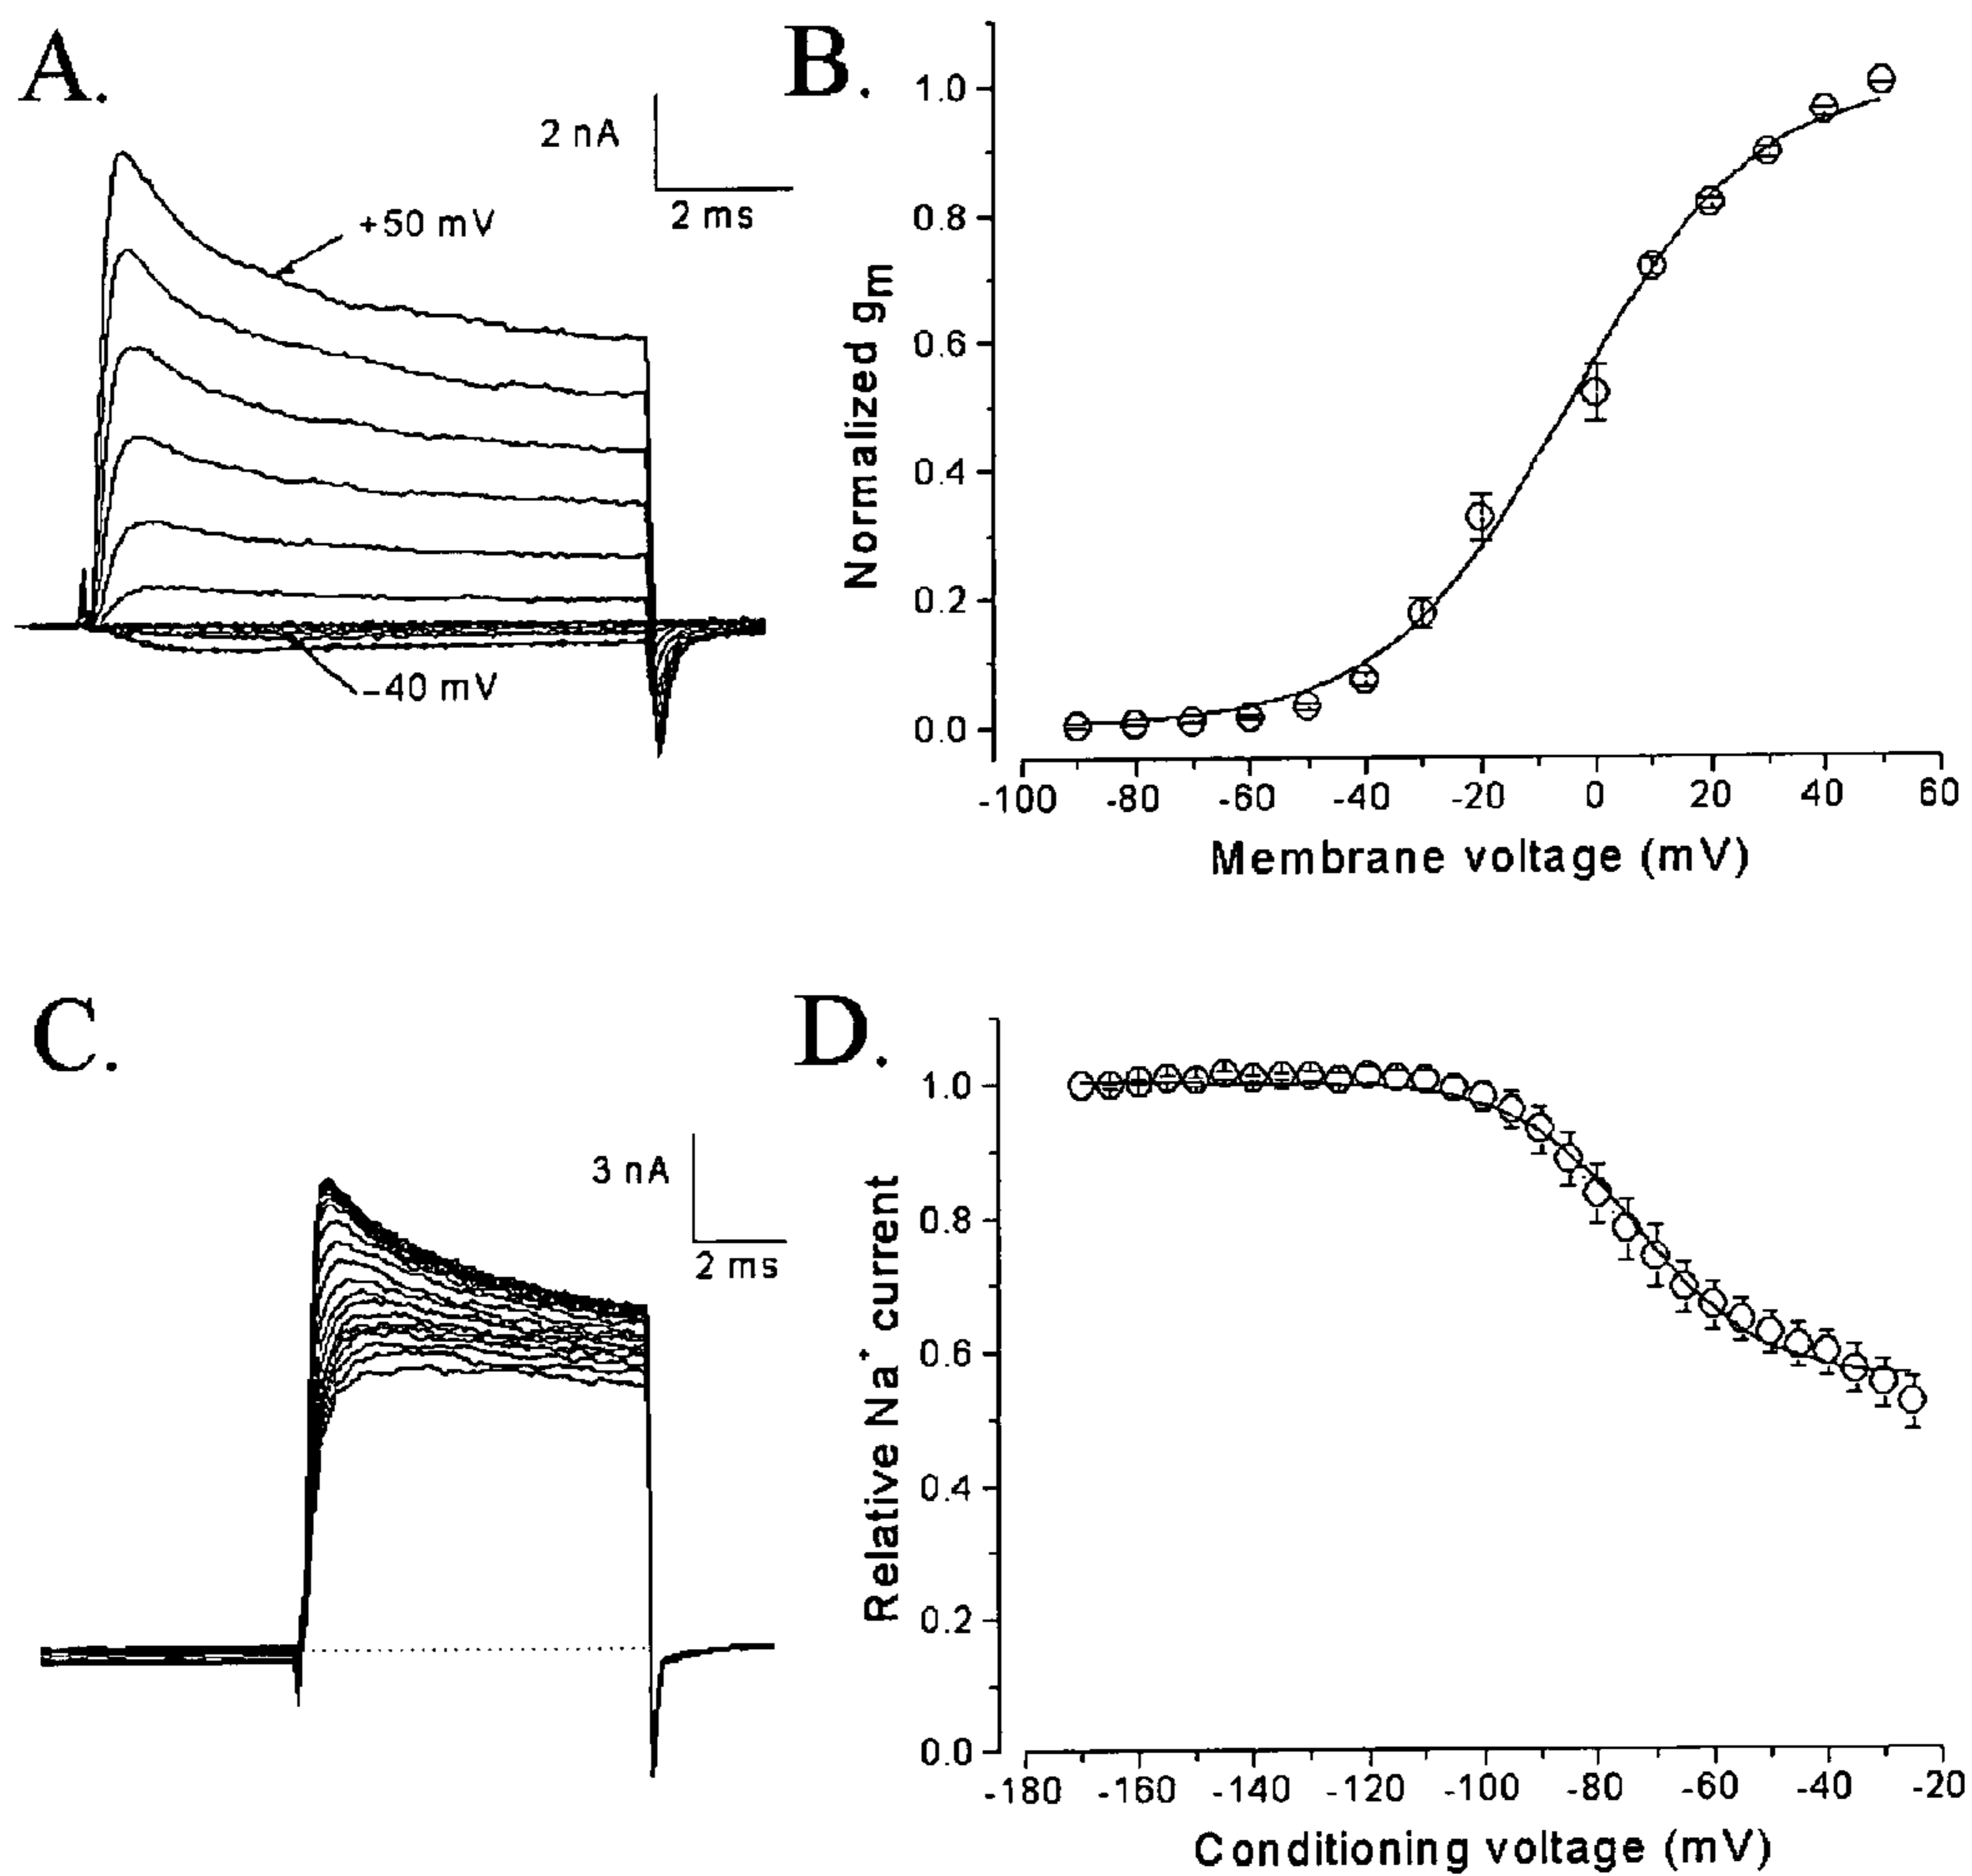 A.
2 nA
2 ms
+50 mV
-40 mV
B.
Normalized gm
1.0
0.8
0.6
0.4
0.2
0.0
-100 -80 -60 -40 -20 0 20 40 60
Membrane voltage (mV)
C.
3 nA
2 ms
D.
Relative Na+ current
1.0
0.8
0.6
0.4
0.2
0.0
-180 -160 -140 -120 -100 -80 -60 -40 -20
Conditioning voltage (mV)